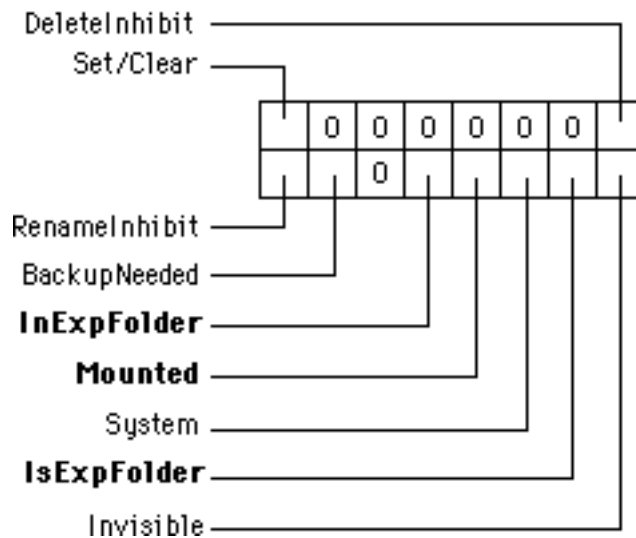 DeleteInhibit
Set/Clear
0 0 0 0 0 0
0
RenameInhibit
BackupNeeded
InExpFolder
Mounted
System
IsExpFolder
Invisible